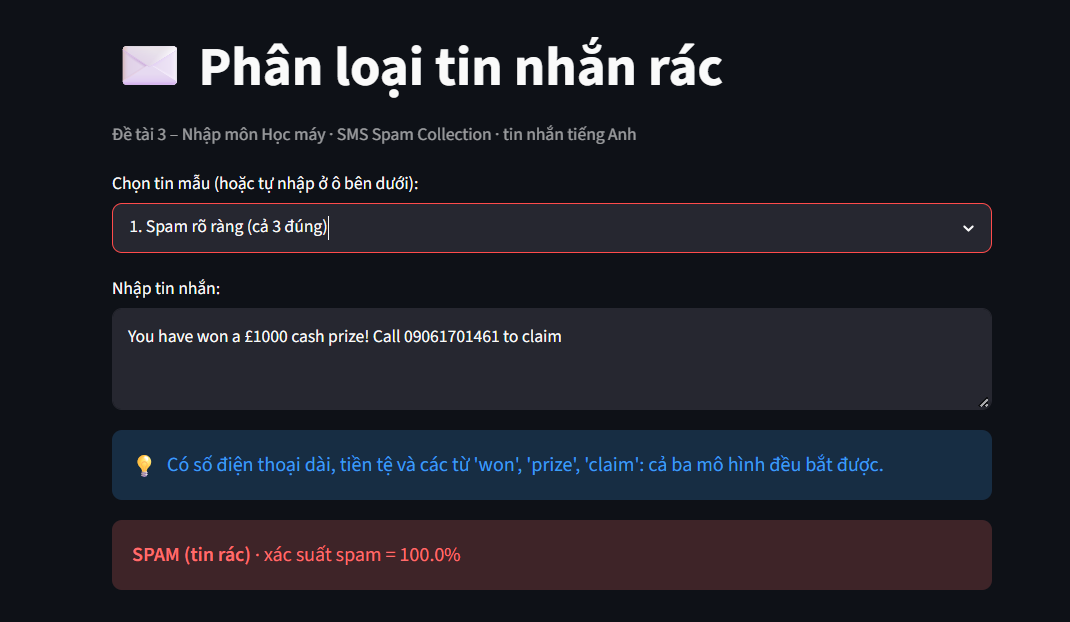 Phân loại tin nhắn rác
Đề tài 3 – Nhập môn Học máy · SMS Spam Collection · tin nhắn tiếng Anh
Chọn tin mẫu (hoặc tự nhập ở ô bên dưới):
1. Spam rõ ràng (cả 3 đúng)
Nhập tin nhắn:
You have won a £1000 cash prize! Call 09061701461 to claim
Có số điện thoại dài, tiền tệ và các từ 'won', 'prize', 'claim': cả ba mô hình đều bắt được.
SPAM (tin rác) · xác suất spam = 100.0%